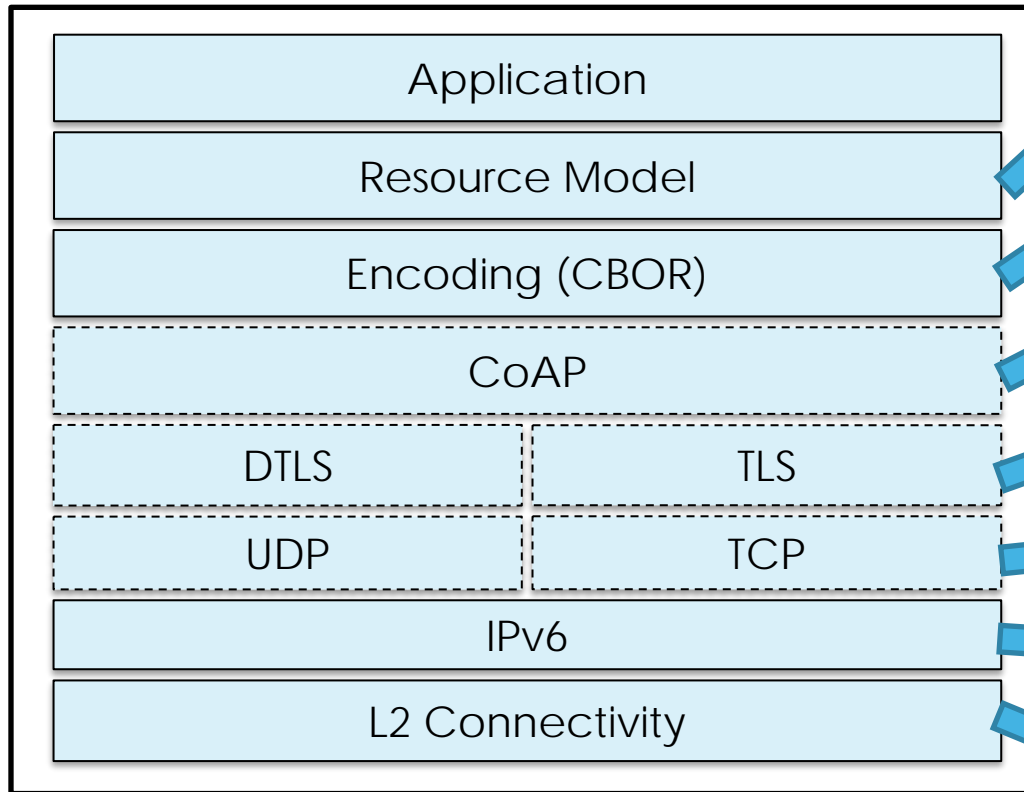 Application
Resource Model
Encoding (CBOR)
CoAP
DTLS
TLS
UDP
TCP
IPv6
L2 Connectivity